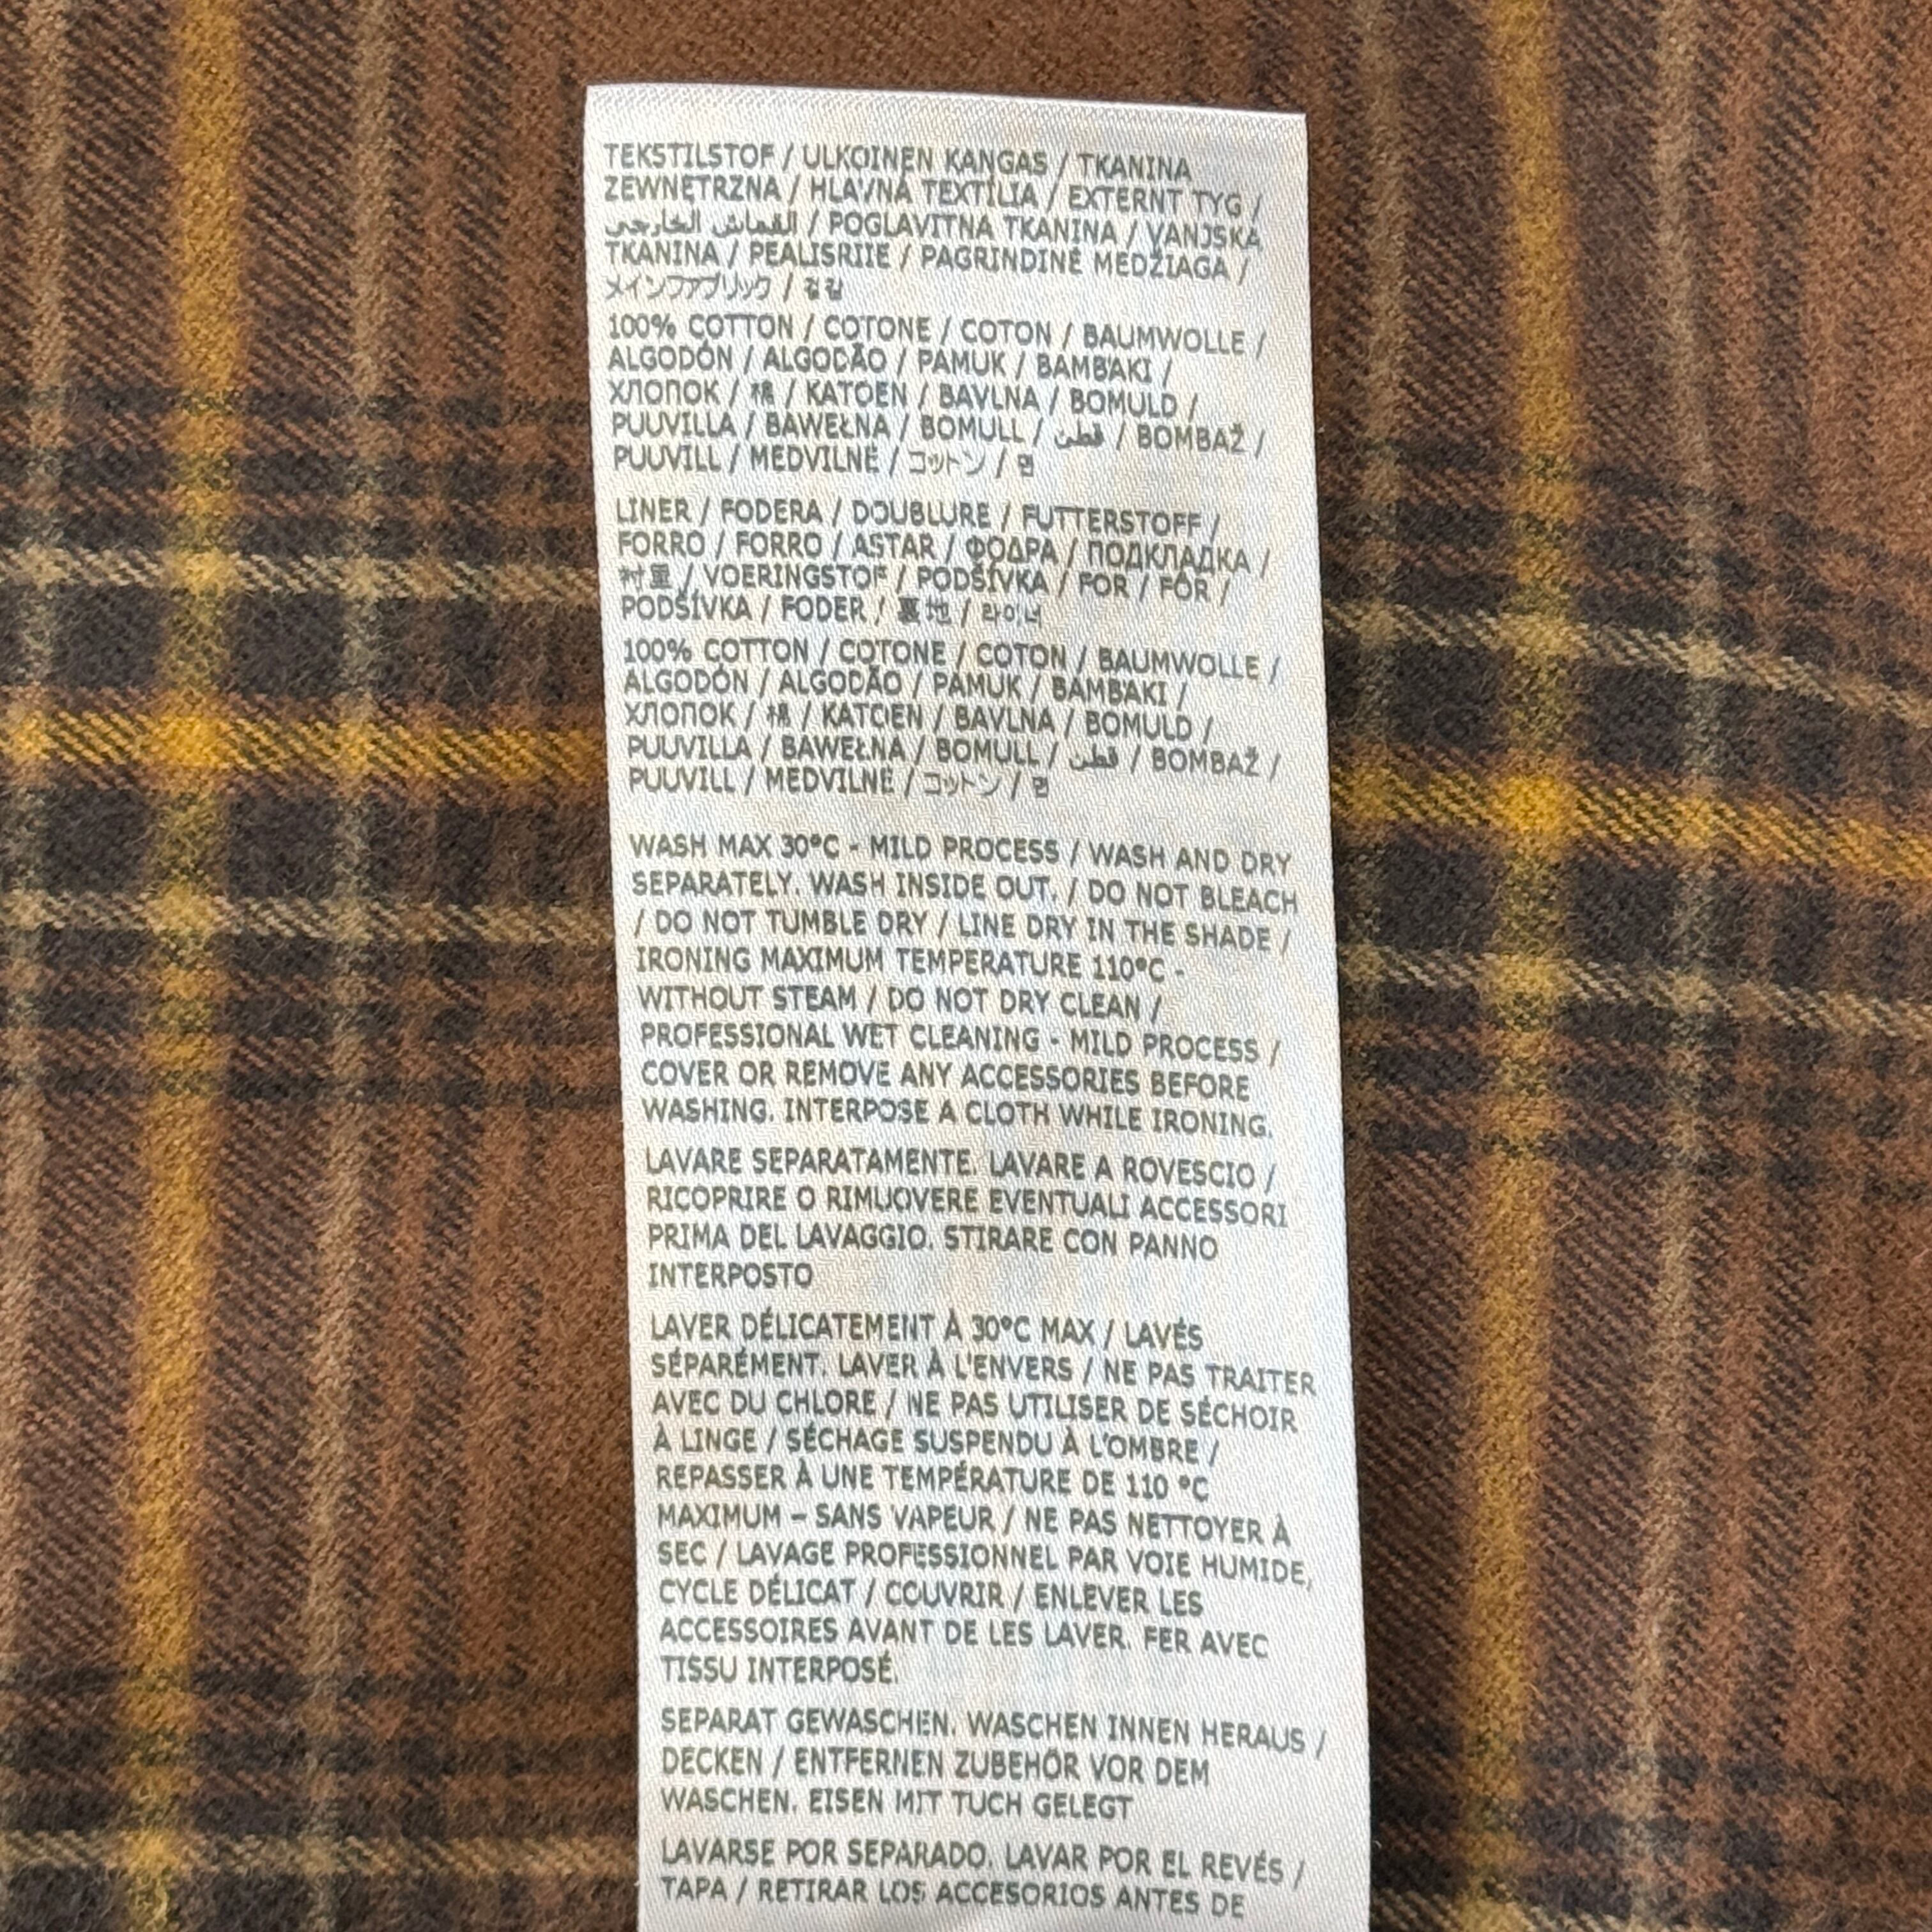 TEKSTILSTOF / ULKOINEN KANGAS / TKANINA
ZEWNĘTRZNA / HLAVNÁ TEXTÍLIA / EXTERNT TYG /
القماش الخارجي / POGLAVITNA TKANINA / VANJSKA
TKANINA / PEALISRIIE / PAGRINDINĖ MEDŽIAGA /
メインファブリック / 겉감
100% COTTON / COTONE / COTON / BAUMWOLLE /
ALGODÓN / ALGODÃO / PAMUK / BAMBAKI /
ХЛОПОК / 棉 / KATOEN / BAVLNA / BOMULD /
PUUVILLA / BAWEŁNA / BOMULL / قطن / BOMBAŽ /
PUUVILL / MEDVILNĖ / コットン / 면
LINER / FODERA / DOUBLURE / FUTTERSTOFF /
FORRO / FORRO / ASTAR / ΦΟΔΡΑ / ПОДКЛАДКА /
衬里 / VOERINGSTOF / PODŠÍVKA / FOR / FÓR /
PODŠÍVKA / FODER / 裏地 / 라이너
100% COTTON / COTONE / COTON / BAUMWOLLE /
ALGODÓN / ALGODÃO / PAMUK / BAMBAKI /
ХЛОПОК / 棉 / KATOEN / BAVLNA / BOMULD /
PUUVILLA / BAWEŁNA / BOMULL / قطن / BOMBAŽ /
PUUVILL / MEDVILNĖ / コットン / 면
WASH MAX 30°C - MILD PROCESS / WASH AND DRY
SEPARATELY. WASH INSIDE OUT. / DO NOT BLEACH
/ DO NOT TUMBLE DRY / LINE DRY IN THE SHADE /
IRONING MAXIMUM TEMPERATURE 110°C -
WITHOUT STEAM / DO NOT DRY CLEAN /
PROFESSIONAL WET CLEANING - MILD PROCESS /
COVER OR REMOVE ANY ACCESSORIES BEFORE
WASHING. INTERPOSE A CLOTH WHILE IRONING.
LAVARE SEPARATAMENTE. LAVARE A ROVESCIO /
RICOPRIRE O RIMUOVERE EVENTUALI ACCESSORI
PRIMA DEL LAVAGGIO. STIRARE CON PANNO
INTERPOSTO
LAVER DÉLICATEMENT À 30°C MAX / LAVÉS
SÉPARÉMENT. LAVER À L'ENVERS / NE PAS TRAITER
AVEC DU CHLORE / NE PAS UTILISER DE SÉCHOIR
À LINGE / SÉCHAGE SUSPENDU À L'OMBRE /
REPASSER À UNE TEMPÉRATURE DE 110 °C
MAXIMUM – SANS VAPEUR / NE PAS NETTOYER À
SEC / LAVAGE PROFESSIONNEL PAR VOIE HUMIDE,
CYCLE DÉLICAT / COUVRIR / ENLEVER LES
ACCESSOIRES AVANT DE LES LAVER. FER AVEC
TISSU INTERPOSÉ.
SEPARAT GEWASCHEN. WASCHEN INNEN HERAUS /
DECKEN / ENTFERNEN ZUBEHÖR VOR DEM
WASCHEN. EISEN MIT TUCH GELEGT
LAVARSE POR SEPARADO. LAVAR POR EL REVÉS /
TAPA / RETIRAR LOS ACCESORIOS ANTES DE